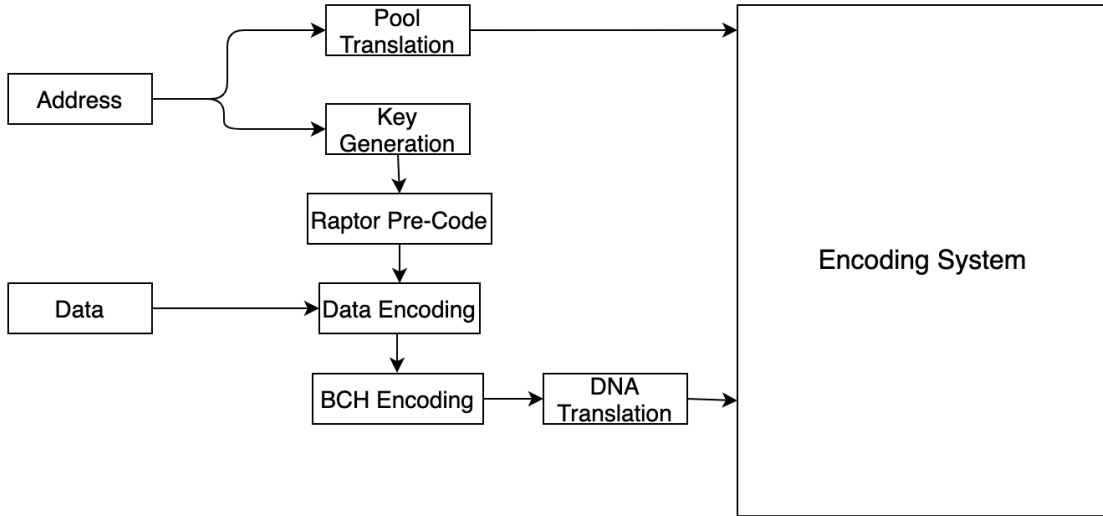 Pool
Translation
Address
Key
Generation
Raptor Pre-Code
Encoding System
Data
Data Encoding
BCH Encoding
DNA
Translation